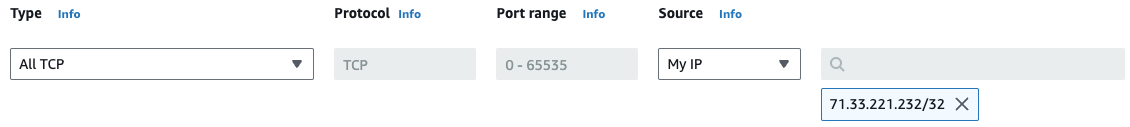 Type Info Protocol Info Port range Info Source Info
All TCP TCP 0 - 65535 My IP
71.33.221.232/32